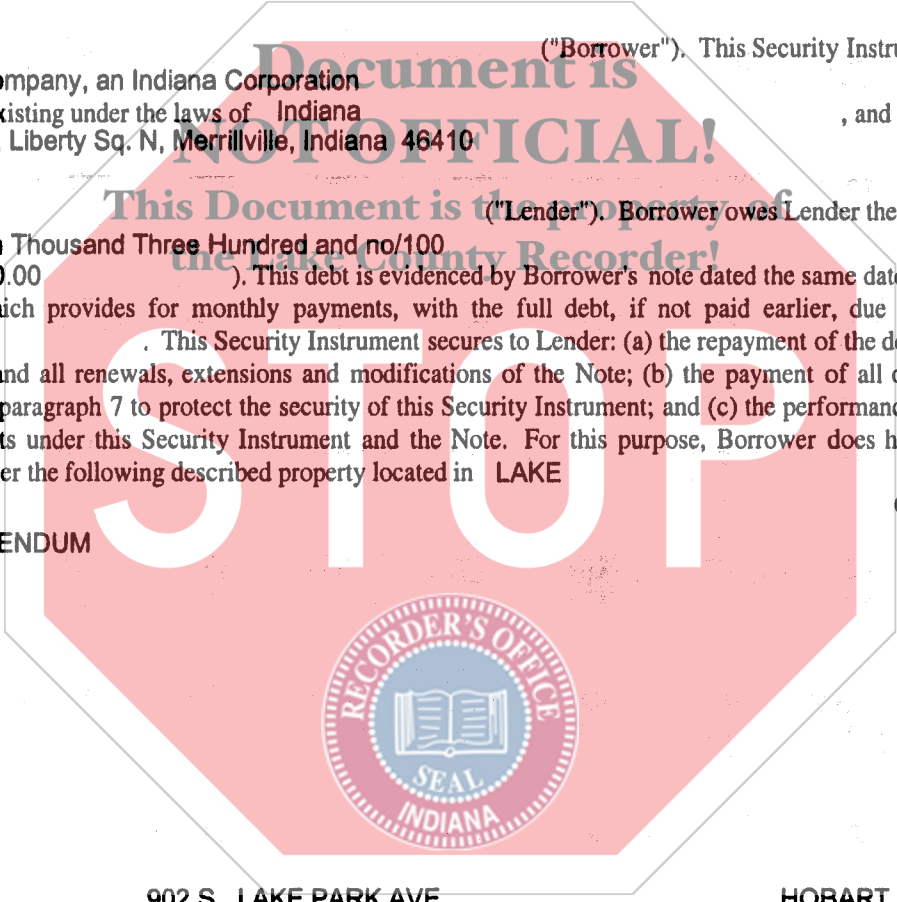 ("Borrower"). This Security Instru
Document is
ompany, an Indiana Corporation
xisting under the laws of Indiana , and
Liberty Sq. N, Merrillville, Indiana 46410
NOT OFFICIAL!
This Document is the property of
("Lender"). Borrower owes Lender the
Thousand Three Hundred and no/100
the Lake County Recorder!
0.00 ). This debt is evidenced by Borrower's note dated the same date
ich provides for monthly payments, with the full debt, if not paid earlier, due
. This Security Instrument secures to Lender: (a) the repayment of the d
and all renewals, extensions and modifications of the Note; (b) the payment of all
paragraph 7 to protect the security of this Security Instrument; and (c) the performanc
ts under this Security Instrument and the Note. For this purpose, Borrower does h
er the following described property located in LAKE
STOP
ENDUM
RECORDER'S OFFICE
SEAL
INDIANA
902 S. LAKE PARK AVE HOBART